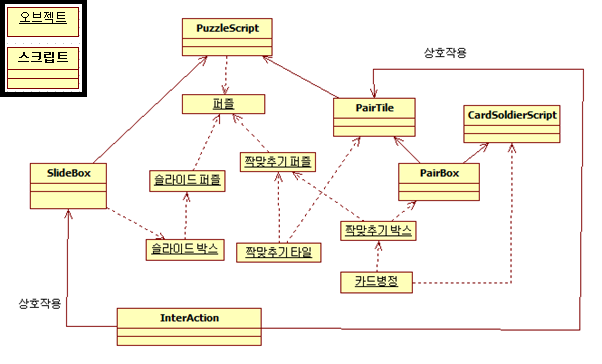 오브젝트
스크립트
PuzzleScript
상호작용
퍼즐
PairTile
CardSoldierScript
짝맞추기 퍼즐
SlideBox
슬라이드 퍼즐
PairBox
슬라이드 박스
짝맞추기 타일
짝맞추기 박스
카드병정
상호작용
InterAction